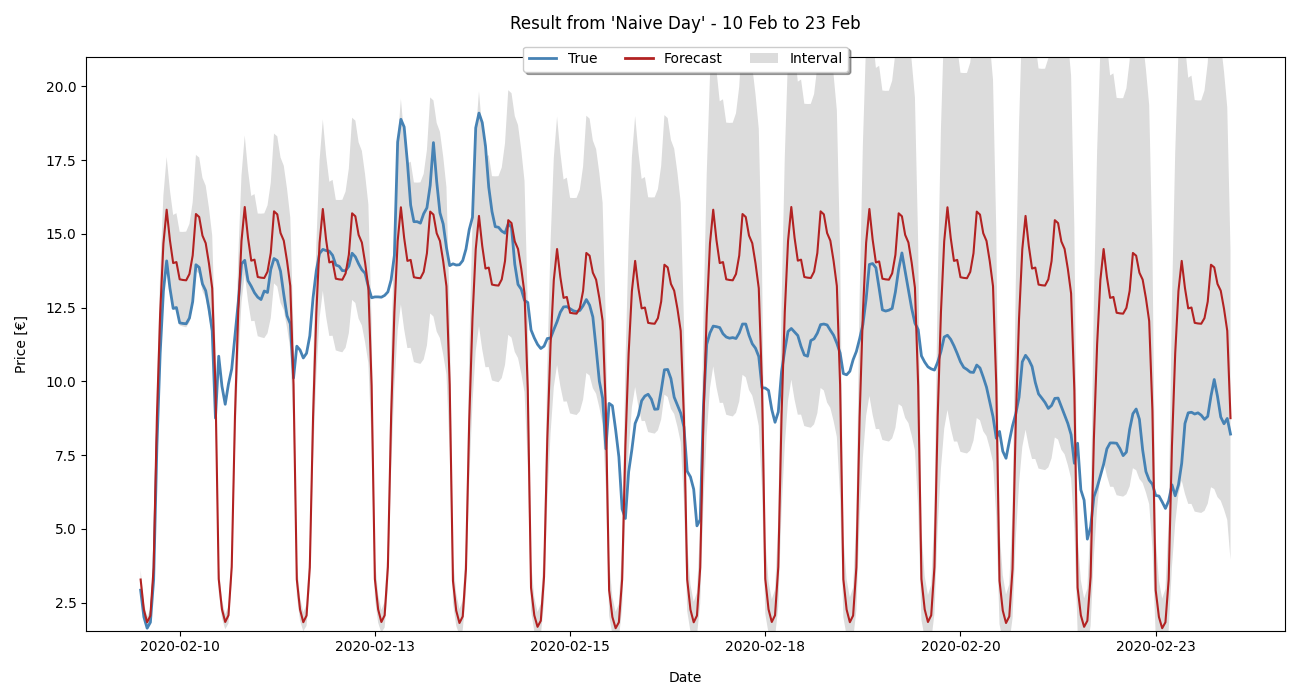 Result from 'Naive Day' - 10 Feb to 23 Feb
True Forecast Interval
20.0
17.5
15.0
12.5
10.0
7.5
5.0
2.5
Price [€]
2020-02-10 2020-02-13 2020-02-15 2020-02-18 2020-02-20 2020-02-23
Date